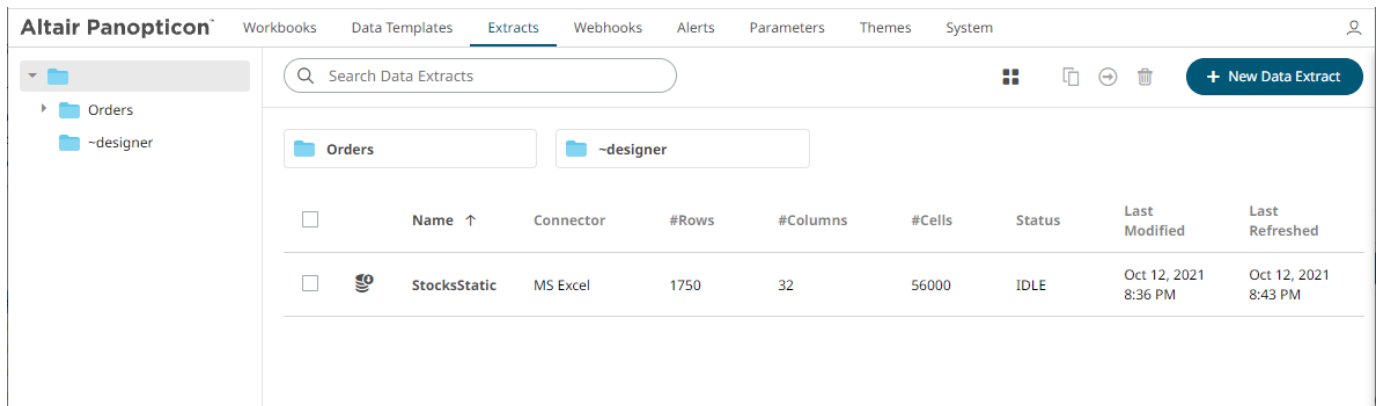 Altair Panopticon™ Workbooks Data Templates Extracts Webhooks Alerts Parameters Themes System
Search Data Extracts + New Data Extract
Orders
~designer
Orders ~designer
Name ↑ Connector #Rows #Columns #Cells Status Last Modified Last Refreshed
StocksStatic MS Excel 1750 32 56000 IDLE Oct 12, 2021 8:36 PM Oct 12, 2021 8:43 PM